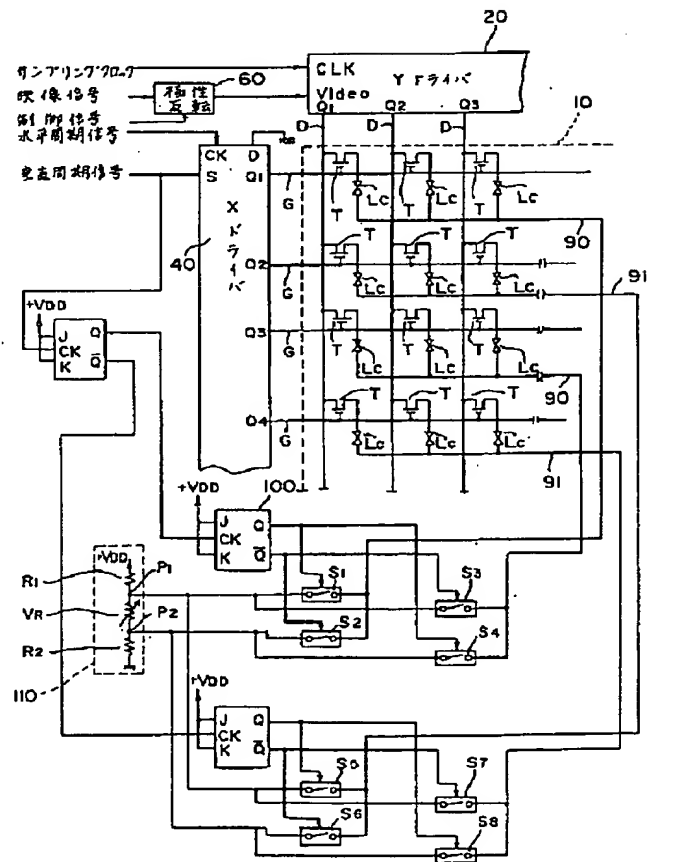 20
サンプリングクロック
CLK
Yドライバ
映像信号
極性
反転
60
Video
Q1 Q2 Q3
制御信号
水平同期信号
D D D
10
CK D
垂直同期信号
S Q1
G
T T T
Lc Lc Lc
90
X
ドライバ
40
T T T
Q2
G
Lc Lc Lc
91
+VDD
J Q
CK
K Q̅
Q3
G
T T T
Lc Lc Lc
90
T T T
Q4
G
Lc Lc Lc
91
+VDD
100
J Q
CK
K Q̅
+VDD
R1
P1
S1
S3
VR
P2
S2
S4
R2
110
+VDD
J Q
CK
K Q̅
S5
S7
S6
S8